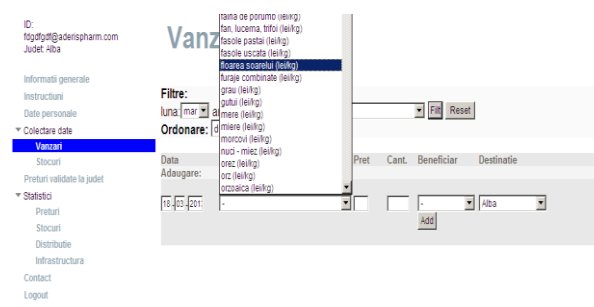 ID:
fdgdfgdf@aderispharm.com
Judet: Alba
Informatii generale
Instructiuni
Date personale
Colectare date
Vanzari
Stocuri
Preturi validate la judet
Statistici
Preturi
Stocuri
Distributie
Infrastructura
Contact
Logout
Vanz
faina de porumb (lei/kg)
fan, lucerna, trifoi (lei/kg)
fasole pastai (lei/kg)
fasole uscata (lei/kg)
floarea soarelui (lei/kg)
furaje combinate (lei/kg)
grau (lei/kg)
gutui (lei/kg)
mere (lei/kg)
miere (lei/kg)
morcovi (lei/kg)
nuci - miez (lei/kg)
orez (lei/kg)
orz (lei/kg)
orzoaica (lei/kg)
Filtre:
luna: mar a Filt Reset
Ordonare: d
Data Pret Cant. Beneficiar Destinatie
Adaugare:
18 - 03 - 201 - - Alba
Add